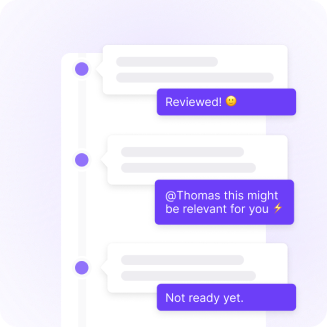 Reviewed! 🙂
@Thomas this might
be relevant for you ⚡
Not ready yet.